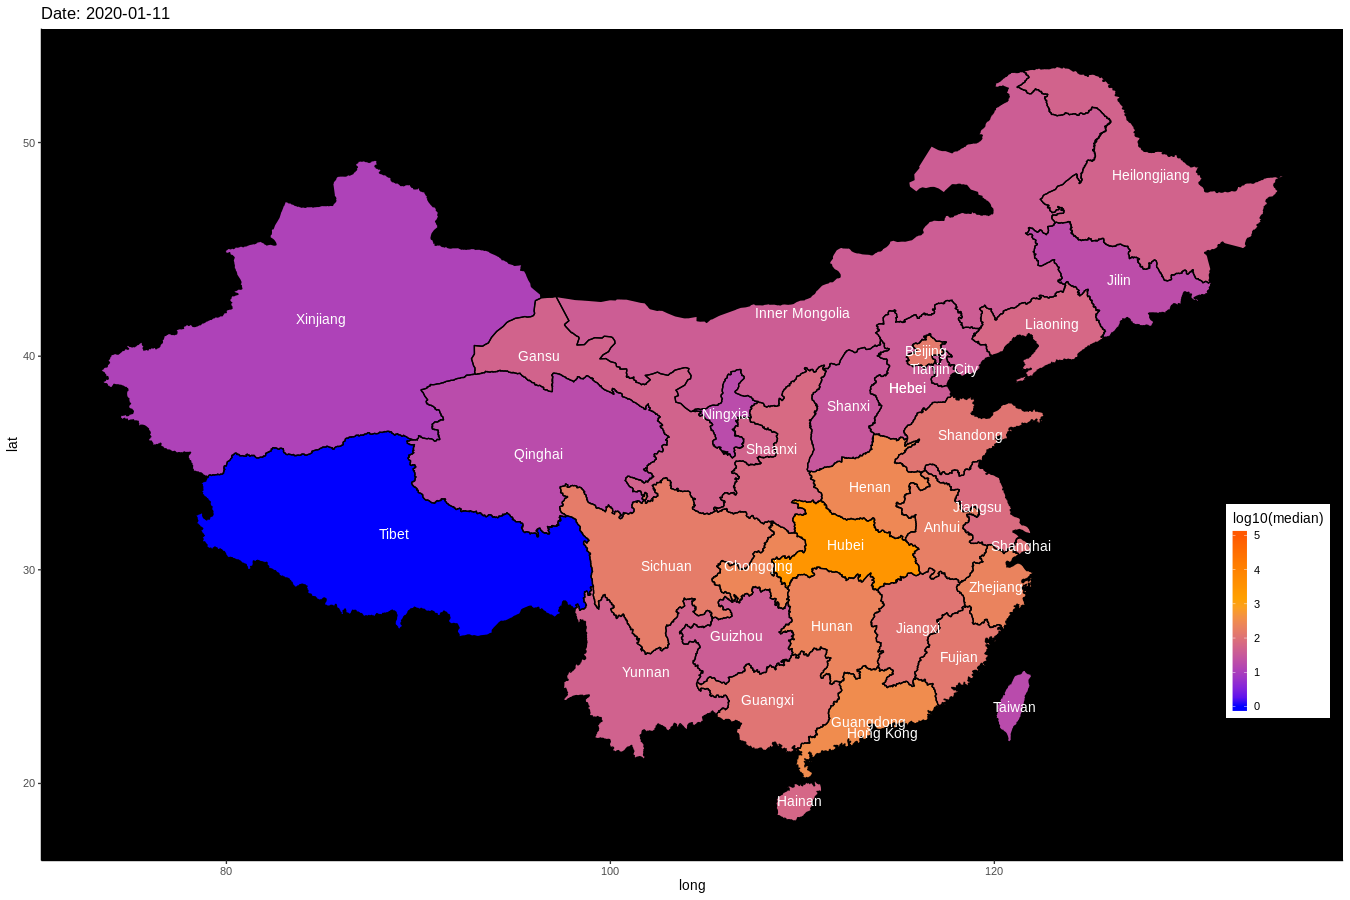 Date: 2020-01-11
50
Heilongjiang
Jilin
Inner Mongolia
Xinjiang
Liaoning
40
Gansu
Beijing
Tianjin City
Hebei
Ningxia
Shanxi
lat
Shandong
Shaanxi
Qinghai
Henan
Jiangsu
log10(median)
Anhui
5
Tibet
Hubei
Shanghai
30
Sichuan
Chongqing
4
Zhejiang
3
Hunan
Jiangxi
Guizhou
2
Fujian
Yunnan
1
Guangxi
Taiwan
0
Guangdong
Hong Kong
20
Hainan
80
100
120
long